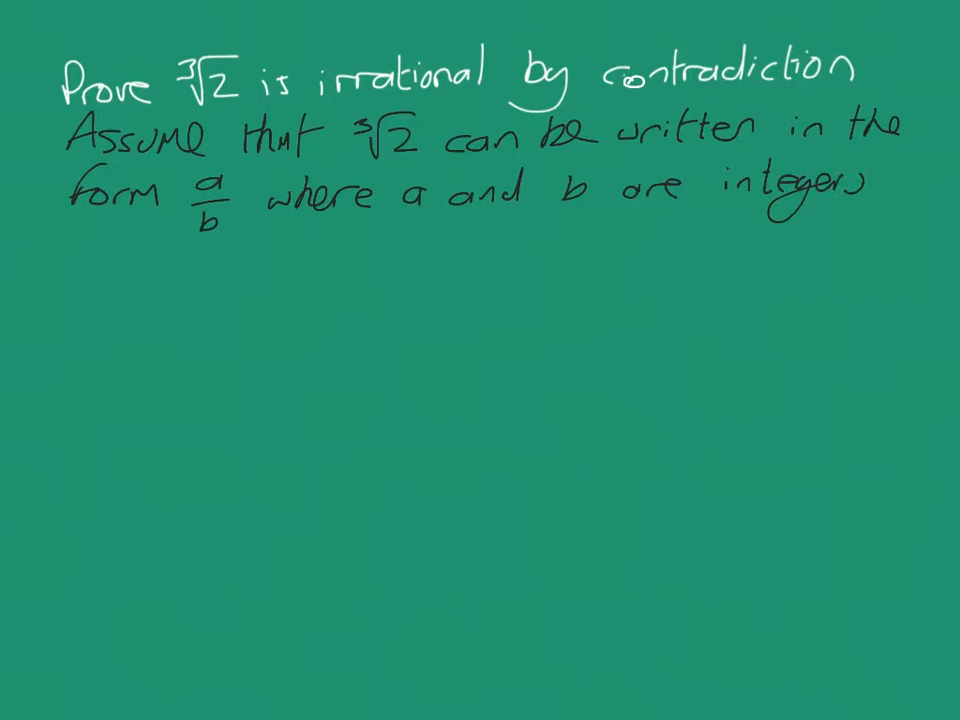 Prove ∛2 is irrational by contradiction
Assume that ∛2 can be written in the
form a/b where a and b are integers